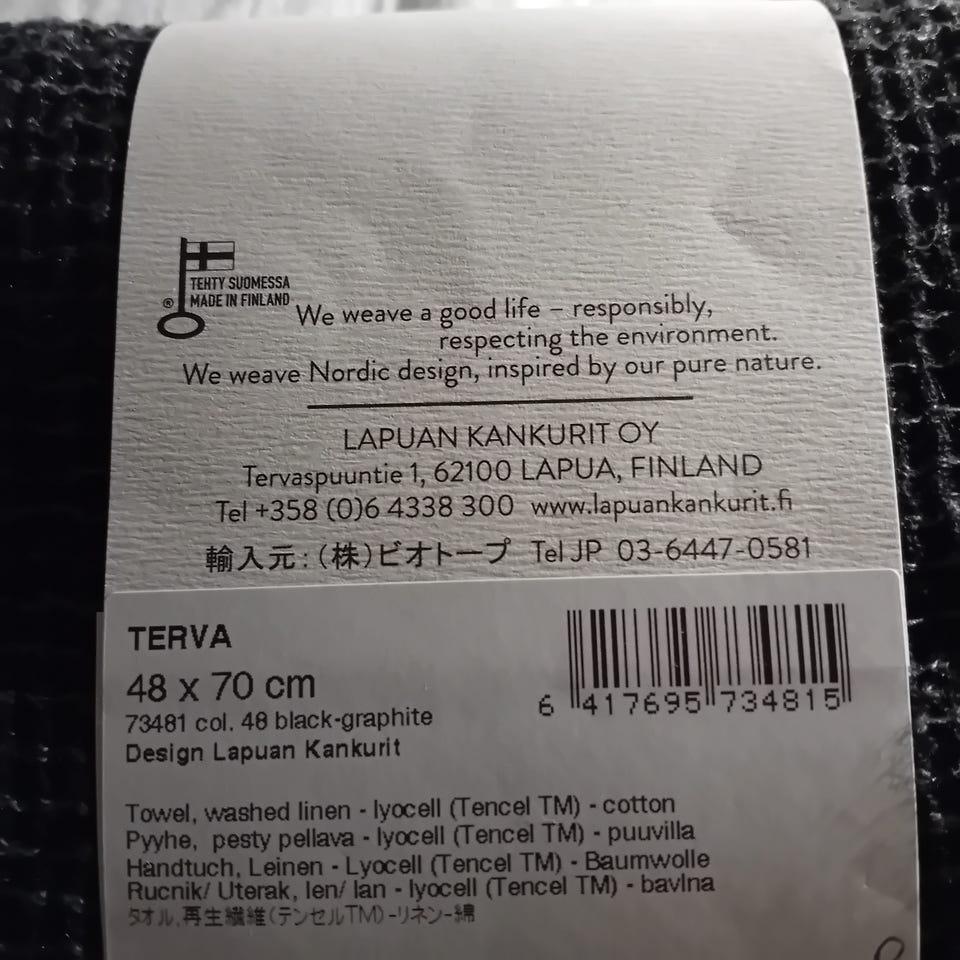 TEHTY SUOMESSA
® MADE IN FINLAND
We weave a good life – responsibly,
respecting the environment.
We weave Nordic design, inspired by our pure nature.
LAPUAN KANKURIT OY
Tervaspuuntie 1, 62100 LAPUA, FINLAND
Tel +358 (0)6 4338 300 www.lapuankankurit.fi
輸入元:(株)ビオトープ Tel JP 03-6447-0581
TERVA
48 x 70 cm
73481 col. 48 black-graphite
Design Lapuan Kankurit
6 417695 734815
Towel, washed linen - lyocell (Tencel TM) - cotton
Pyyhe, pesty pellava - lyocell (Tencel TM) - puuvilla
Handtuch, Leinen - Lyocell (Tencel TM) - Baumwolle
Rucnik/ Uterak, len/ lan - lyocell (Tencel TM) - bavlna
タオル,再生繊維(テンセルTM)-リネン-綿